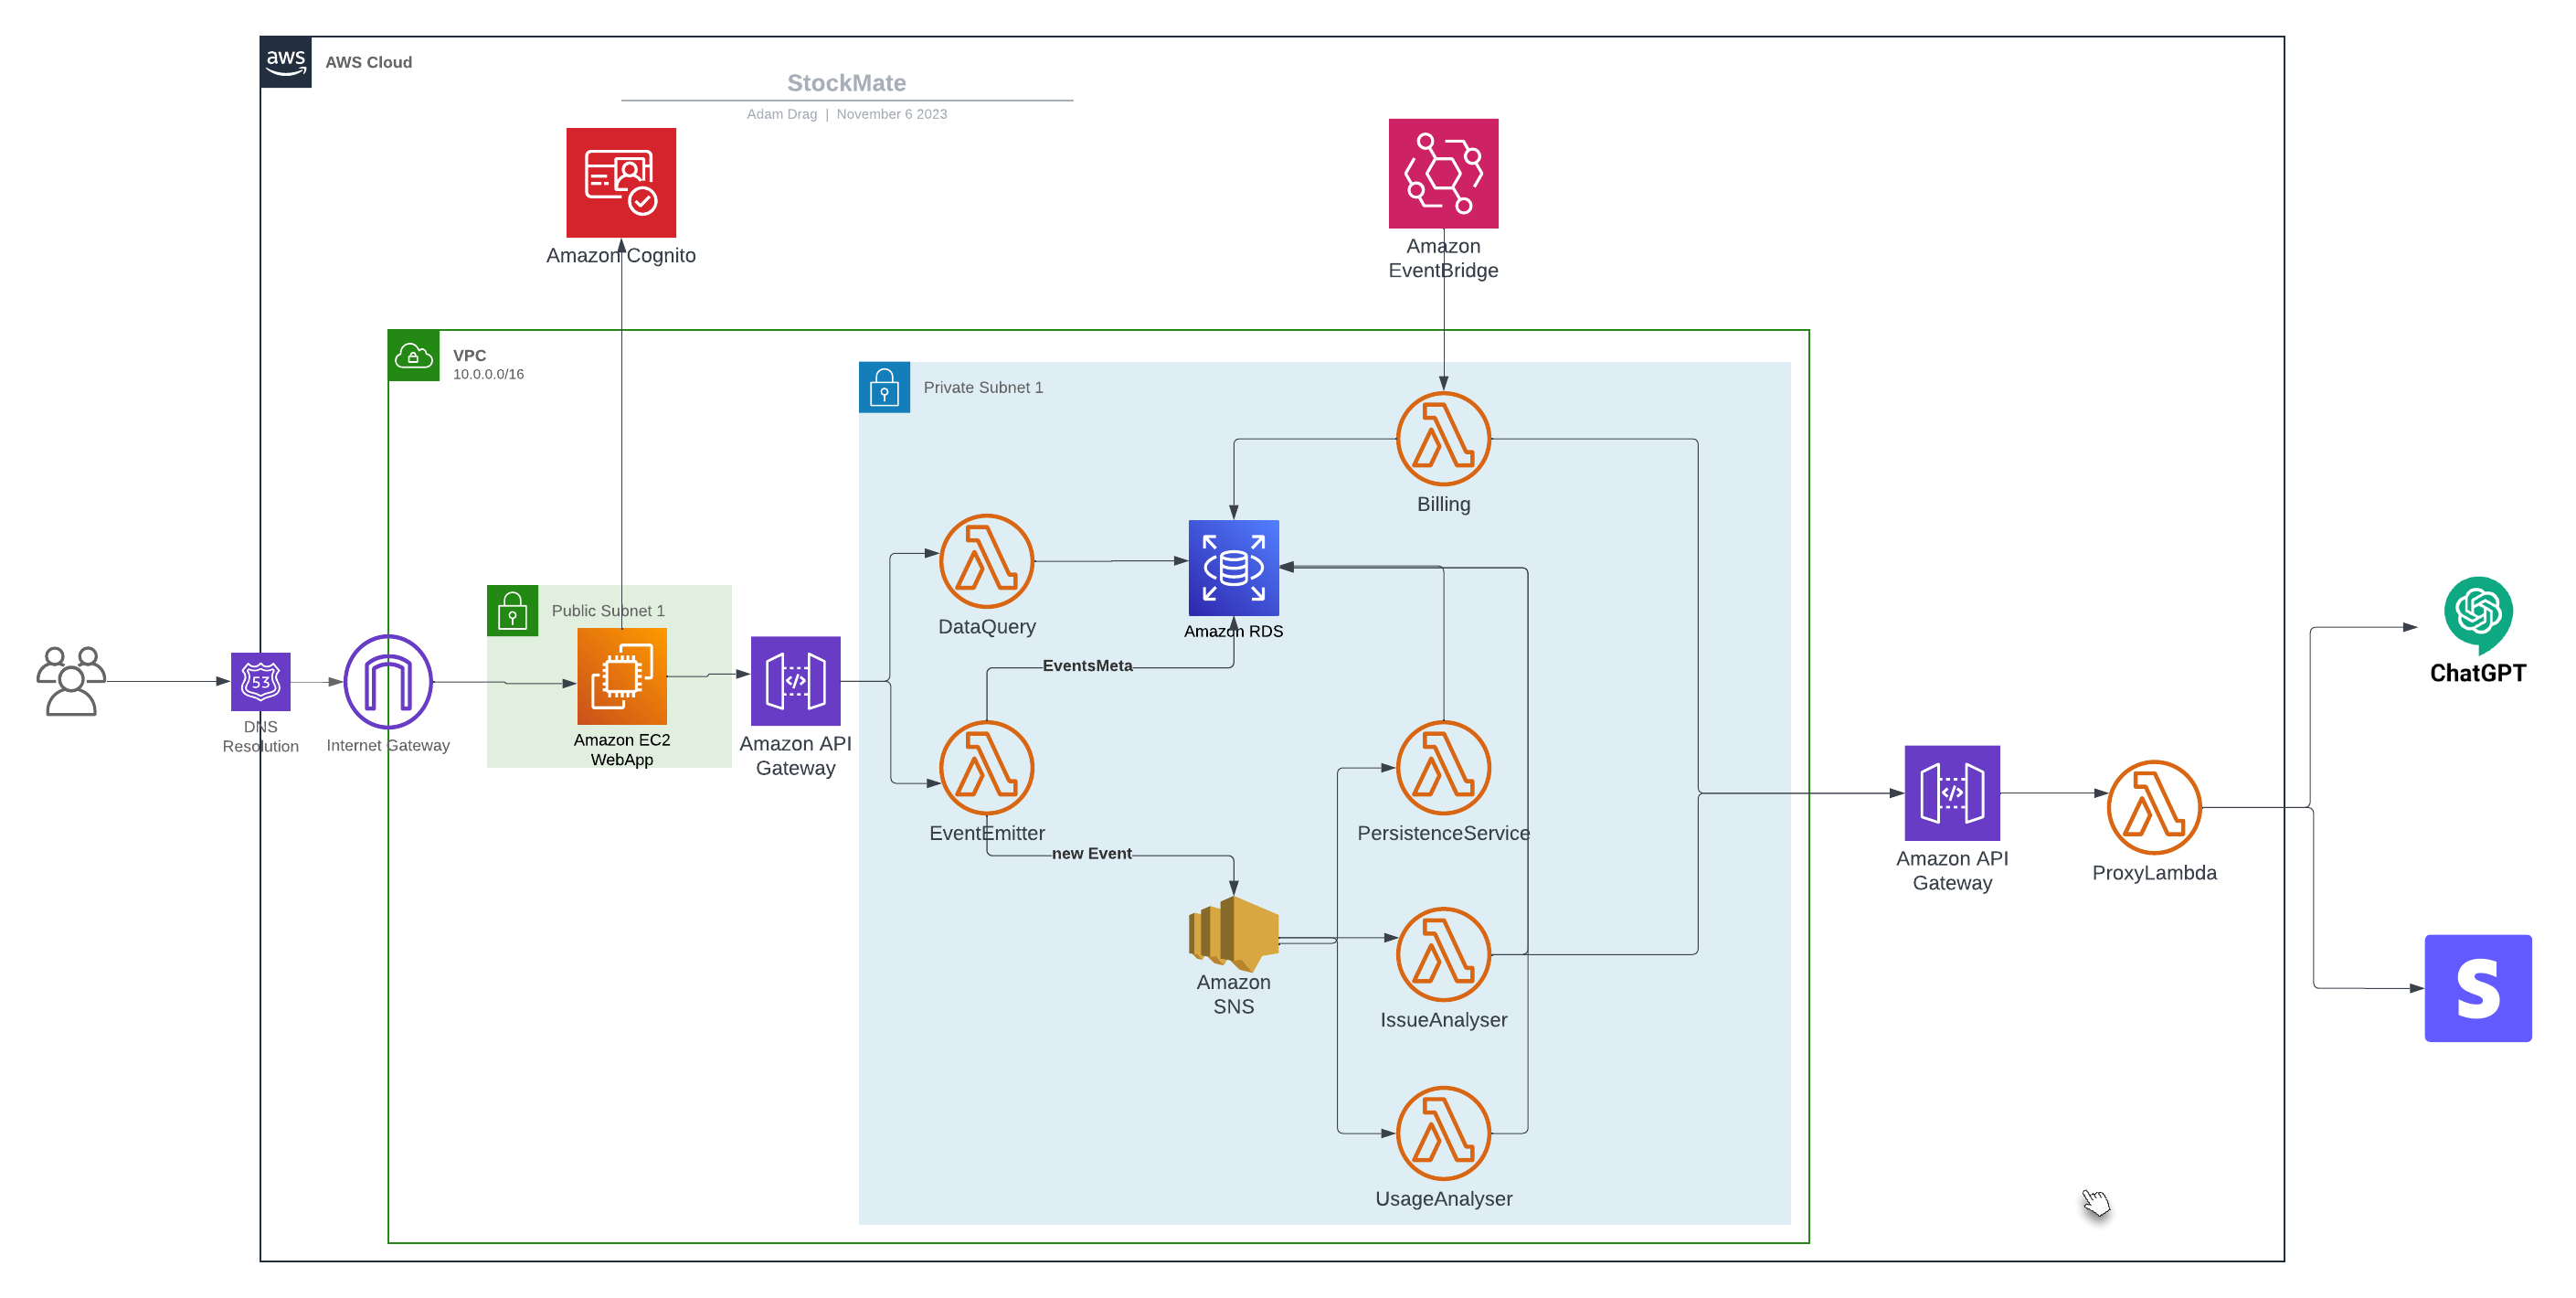 aws
AWS Cloud
StockMate
Adam Drag | November 6 2023
Amazon Cognito
Amazon
EventBridge
VPC
10.0.0.0/16
Private Subnet 1
Billing
DataQuery
Amazon RDS
Public Subnet 1
EventsMeta
53
DNS
Resolution
Internet Gateway
Amazon EC2
WebApp
</>
Amazon API
Gateway
EventEmitter
new Event
PersistenceService
Amazon
SNS
IssueAnalyser
UsageAnalyser
</>
Amazon API
Gateway
ProxyLambda
ChatGPT
S